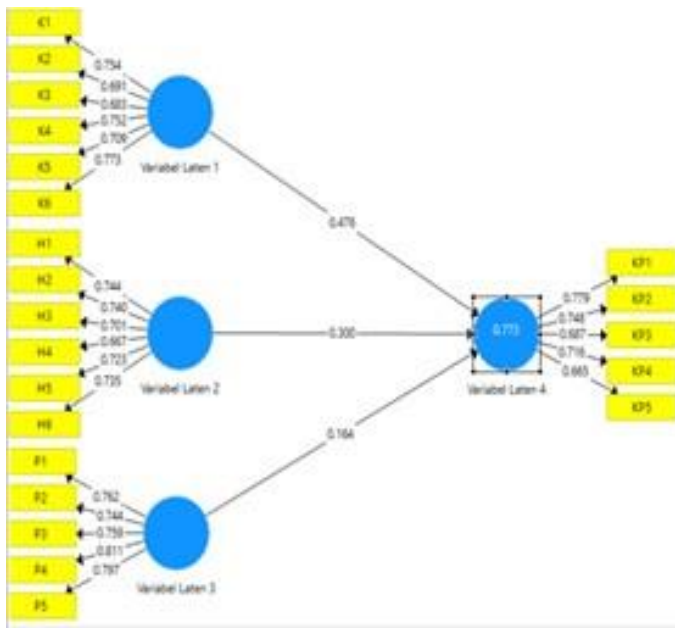 K1
K2
K3
K4
K5
K6
0.754
0.691
0.683
0.752
0.709
0.773
Variabel Laten 1
0.478
H1
H2
H3
H4
H5
H6
0.744
0.740
0.701
0.667
0.723
0.735
Variabel Laten 2
0.300
P1
P2
P3
P4
P5
0.762
0.744
0.759
0.811
0.797
Variabel Laten 3
0.164
0.773
Variabel Laten 4
KP1
KP2
KP3
KP4
KP5
0.779
0.748
0.687
0.716
0.665